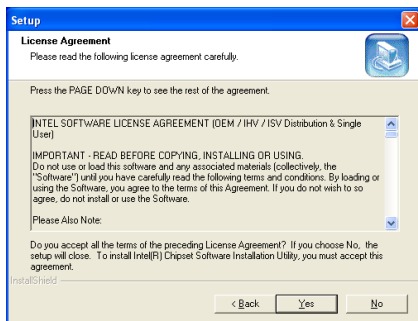 Setup
License Agreement
Please read the following license agreement carefully.
Press the PAGE DOWN key to see the rest of the agreement.
INTEL SOFTWARE LICENSE AGREEMENT (OEM / IHV / ISV Distribution & Single
User)
IMPORTANT - READ BEFORE COPYING, INSTALLING OR USING.
Do not use or load this software and any associated materials (collectively, the
"Software") until you have carefully read the following terms and conditions. By loading or
using the Software, you agree to the terms of this Agreement. If you do not wish to so
agree, do not install or use the Software.
Please Also Note:
Do you accept all the terms of the preceding License Agreement? If you choose No, the
setup will close. To install Intel(R) Chipset Software Installation Utility, you must accept this
agreement.
InstallShield
< Back Yes No